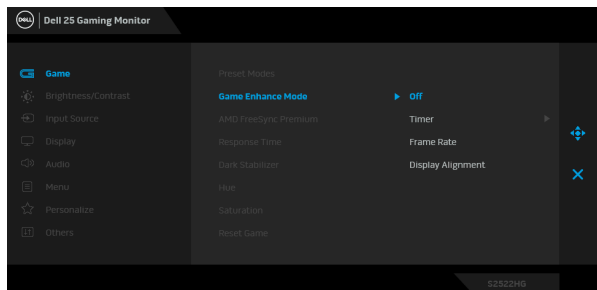 DELL Dell 25 Gaming Monitor
Game
Brightness/Contrast
Input Source
Display
Audio
Menu
Personalize
Others
Preset Modes
Game Enhance Mode
AMD FreeSync Premium
Response Time
Dark Stabilizer
Hue
Saturation
Reset Game
Off
Timer
Frame Rate
Display Alignment
S2522HG